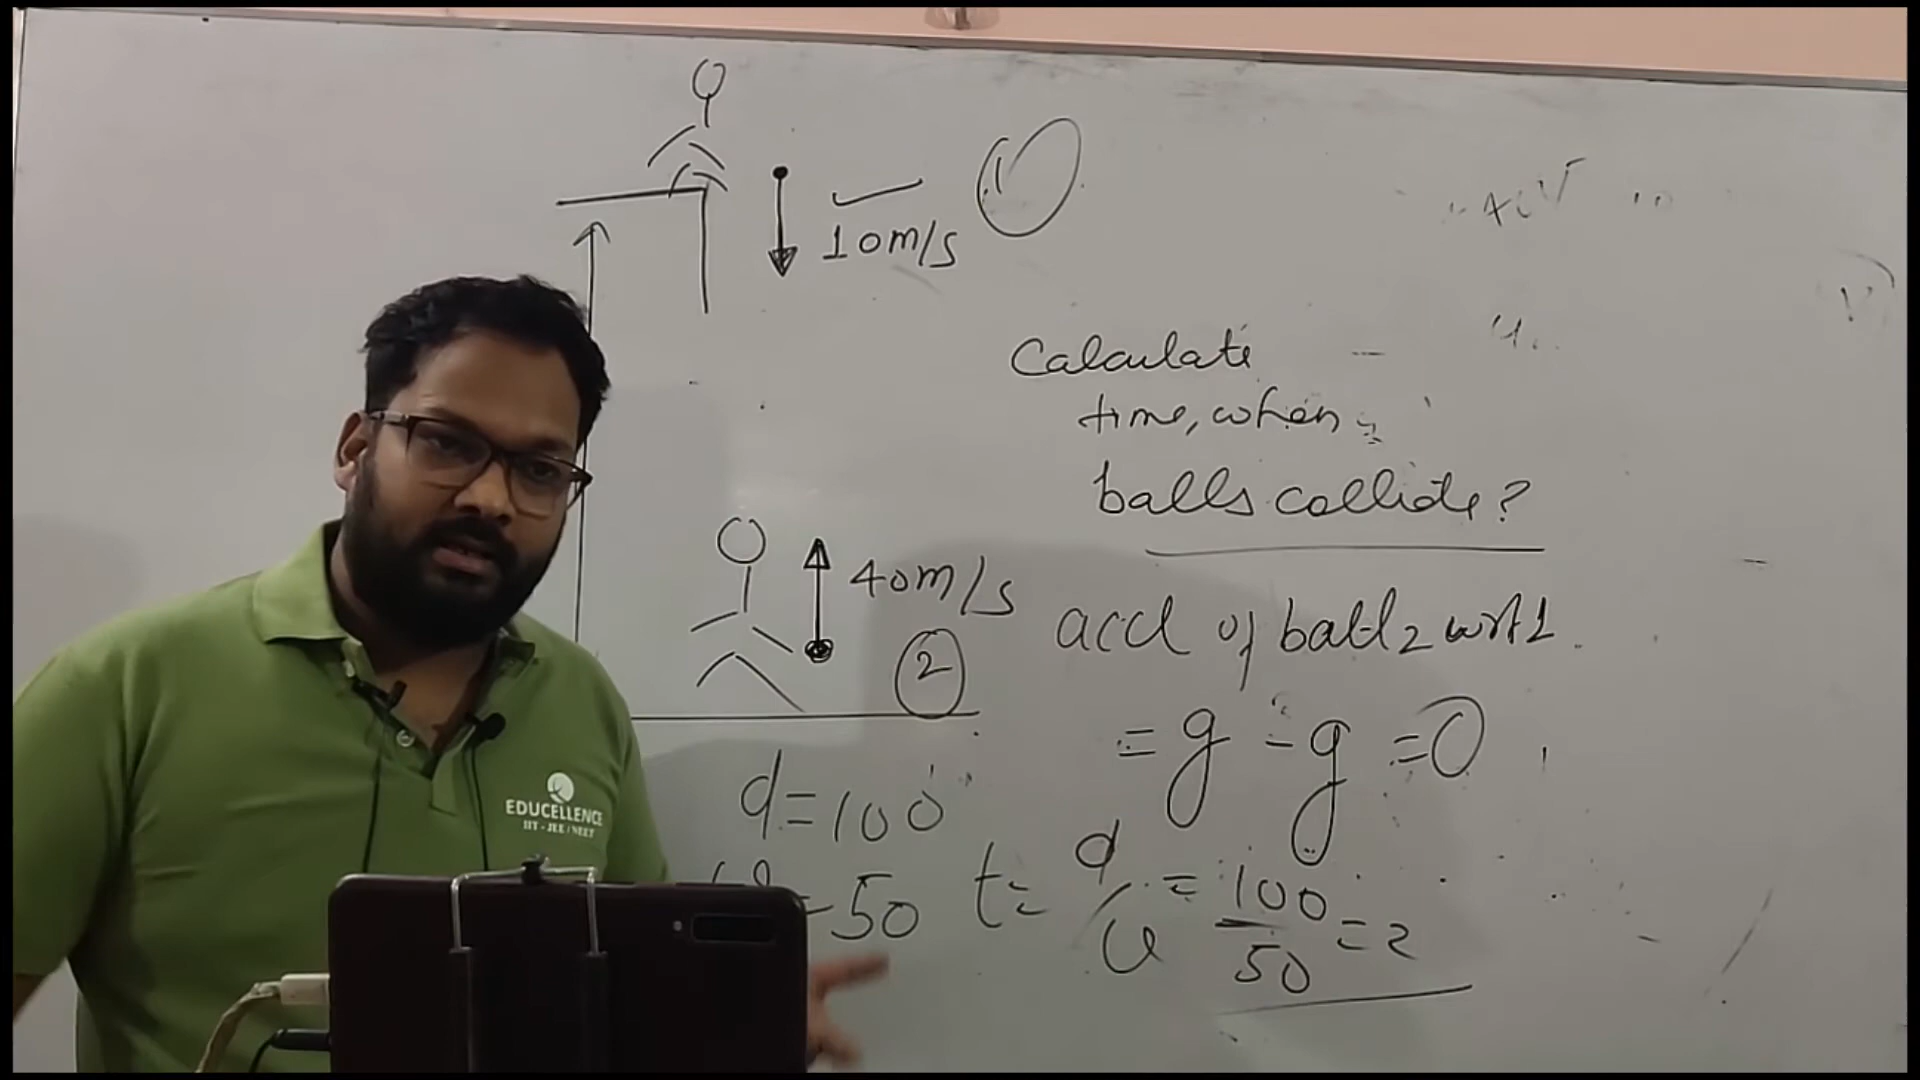 10m/s
1
Calculate
time, when
balls collide?
40m/s
2
accl of ball 2 wrt 1.
= g - g = 0
d = 100
= 50
t = d/u = 100/50 = 2
EDUCELLENCE
IIT - JEE / NEET